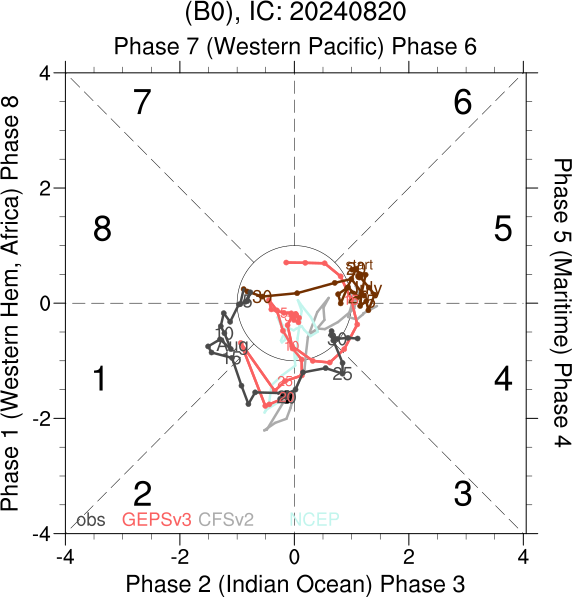 (B0), IC: 20240820
Phase 7 (Western Pacific) Phase 6
Phase 1 (Western Hem, Africa) Phase 8
Phase 5 (Maritime) Phase 4
4
2
0
-2
-4
7
6
8
5
1
4
2
3
start
30
Aug
25
20
obs GEPSv3 CFSv2 NCEP
-4 -2 0 2 4
Phase 2 (Indian Ocean) Phase 3